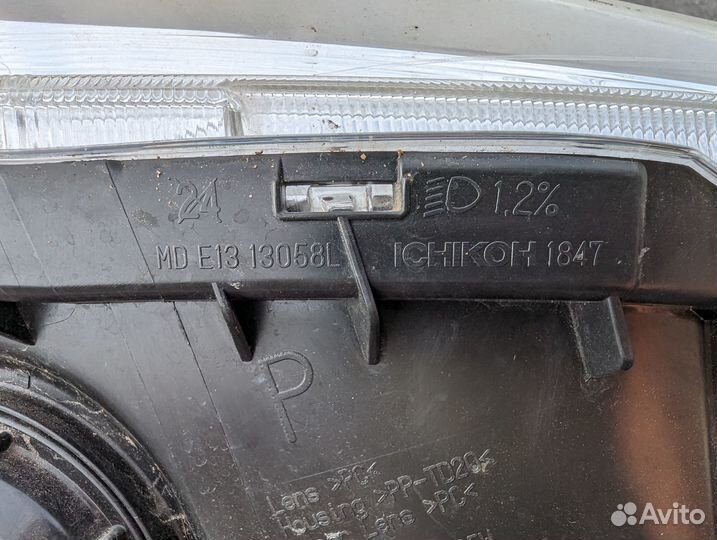 24
1.2%
MD E13 13058L
ICHIKOH 1847
P
Lens >PC<
Housing >PP-TD20<
Lens >PC<
Avito